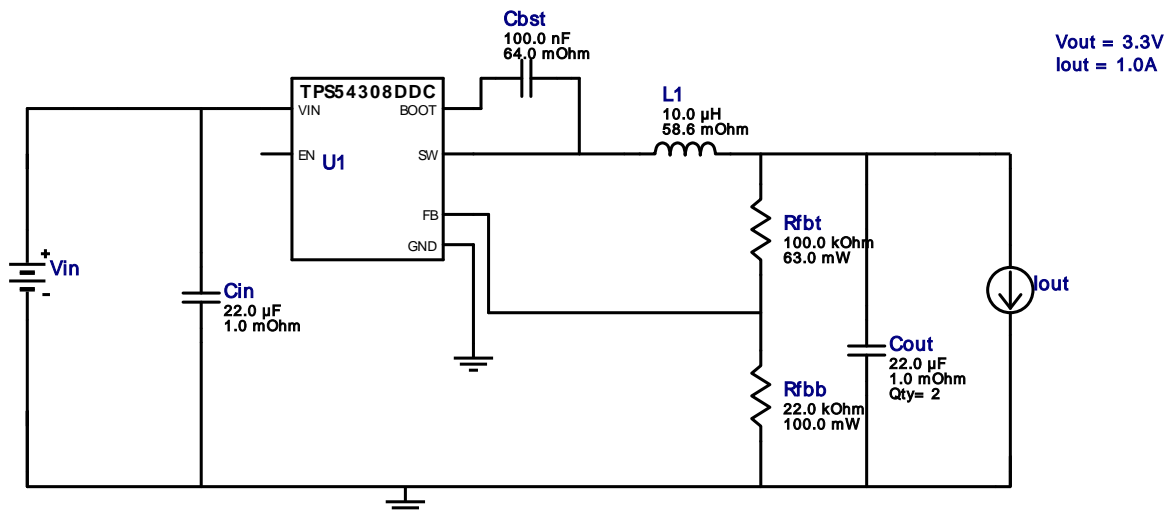 Cbst
100.0 nF
64.0 mOhm
Vout = 3.3V
Iout = 1.0A
TPS54308DDC
VIN
BOOT
EN
U1
SW
FB
GND
L1
10.0 µH
58.6 mOhm
Rfbt
100.0 kOhm
63.0 mW
+
Vin
-
Cin
22.0 µF
1.0 mOhm
Iout
Cout
22.0 µF
1.0 mOhm
Qty= 2
Rfbb
22.0 kOhm
100.0 mW